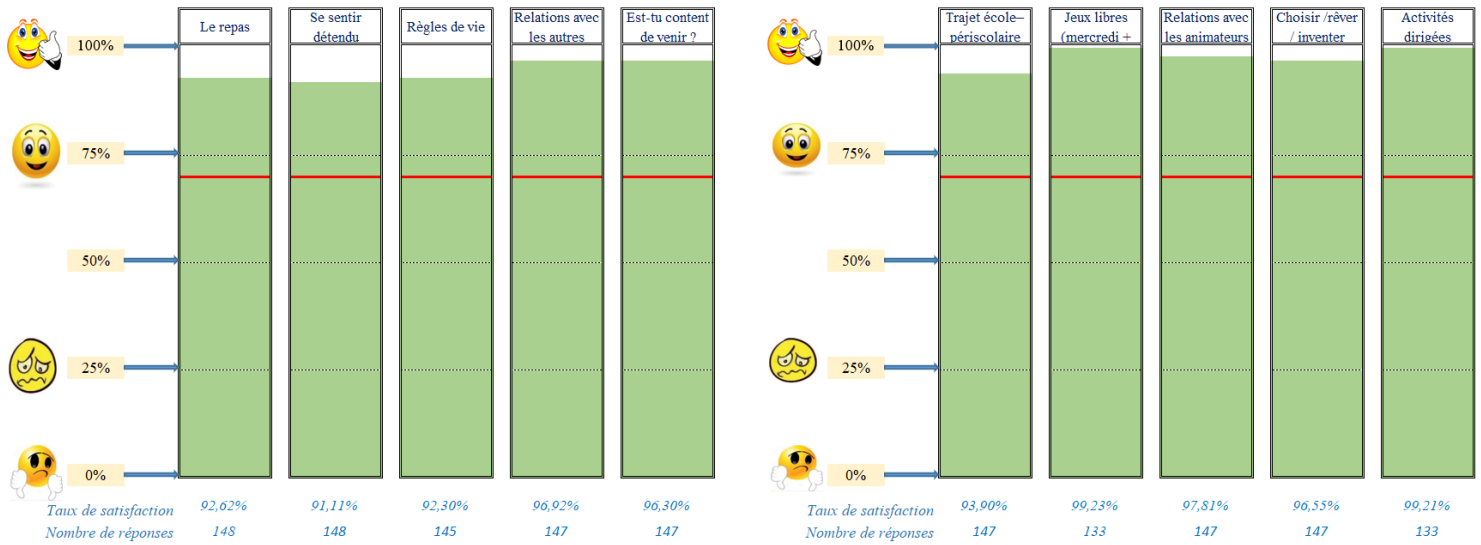 Le repas
Se sentir
détendu
Règles de vie
Relations avec
les autres
Est-tu content
de venir ?
100%
75%
50%
25%
0%
Taux de satisfaction 92,62% 91,11% 92,30% 96,92% 96,30%
Nombre de réponses 148 148 145 147 147
Trajet école–
périscolaire
Jeux libres
(mercredi +
Relations avec
les animateurs
Choisir /rêver
/ inventer
Activités
dirigées
100%
75%
50%
25%
0%
Taux de satisfaction 93,90% 99,23% 97,81% 96,55% 99,21%
Nombre de réponses 147 133 147 147 133